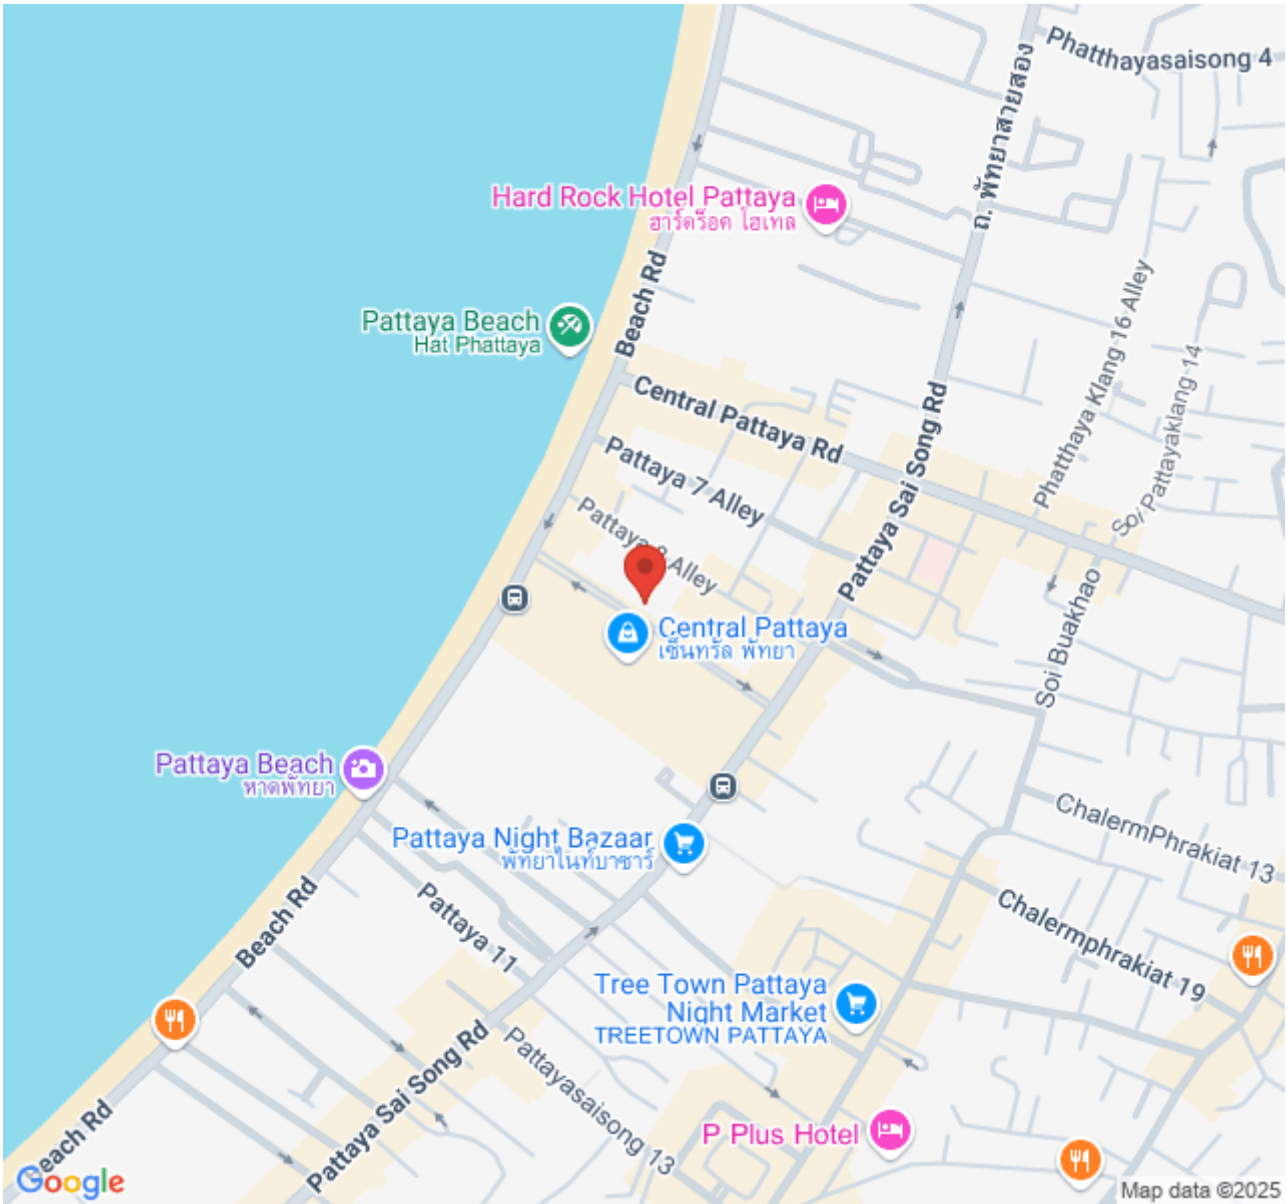 Phatthayasaisong 4
ถ. พัทยาสายสอง
Hard Rock Hotel Pattaya
ฮาร์ดร็อค โฮเทล
Phatthaya Klang 16 Alley
Beach Rd
Pattaya Beach
Hat Phattaya
Soi Pattayaklang 14
Central Pattaya Rd
Pattaya Sai Song Rd
Pattaya 7 Alley
Pattaya 8 Alley
Soi Buakhao
Central Pattaya
เซ็นทรัล พัทยา
Pattaya Beach
หาดพัทยา
Pattaya Night Bazaar
พัทยาไนท์บาซาร์
ChalermPhrakiat 13
Chalermphrakiat 19
Beach Rd
Pattaya 11
Tree Town Pattaya
Night Market
TREETOWN PATTAYA
Pattayasaisong 13
Pattaya Sai Song Rd
P Plus Hotel
Beach Rd
Google
Map data ©2025